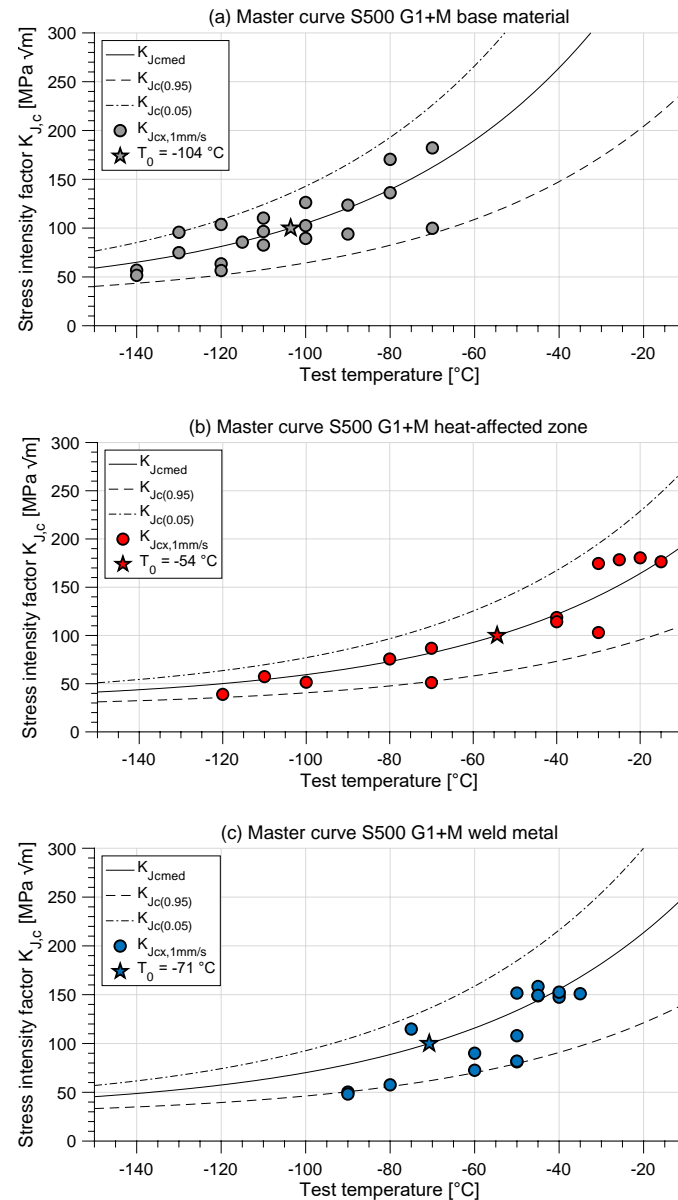 (a) Master curve S500 G1+M base material
Stress intensity factor K_J,c [MPa √m]
300
250
200
150
100
50
0
K_Jcmed
K_Jc(0.95)
K_Jc(0.05)
K_Jcx,1mm/s
T_0 = -104 °C
-140 -120 -100 -80 -60 -40 -20
Test temperature [°C]
(b) Master curve S500 G1+M heat-affected zone
Stress intensity factor K_J,c [MPa √m]
300
250
200
150
100
50
0
K_Jcmed
K_Jc(0.95)
K_Jc(0.05)
K_Jcx,1mm/s
T_0 = -54 °C
-140 -120 -100 -80 -60 -40 -20
Test temperature [°C]
(c) Master curve S500 G1+M weld metal
Stress intensity factor K_J,c [MPa √m]
300
250
200
150
100
50
0
K_Jcmed
K_Jc(0.95)
K_Jc(0.05)
K_Jcx,1mm/s
T_0 = -71 °C
-140 -120 -100 -80 -60 -40 -20
Test temperature [°C]